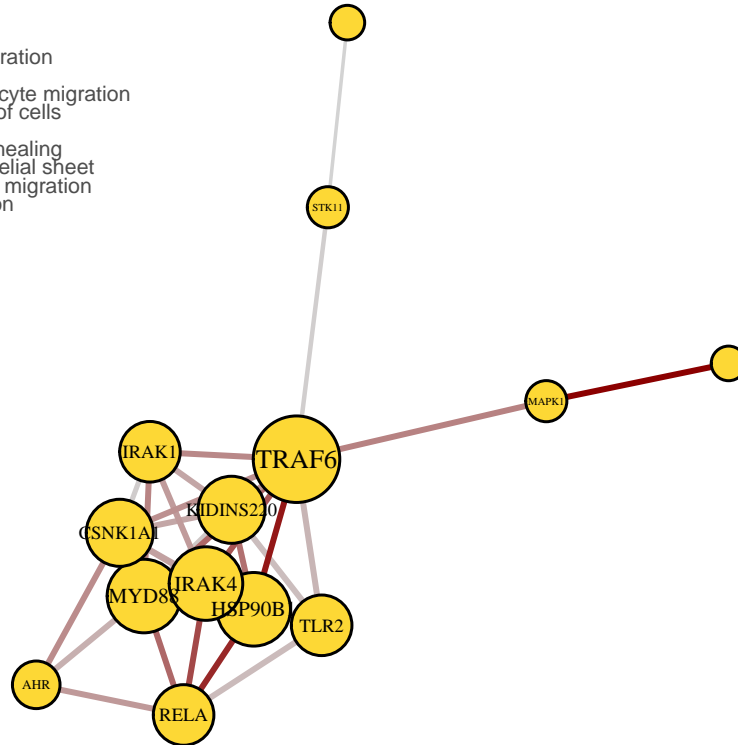 ration
cyte migration
of cells
healing
elial sheet
migration
on
STK11
MAPK1
IRAK1
TRAF6
KIDINS220
CSNK1A1
IRAK4
MYD88
HSP90B
TLR2
AHR
RELA